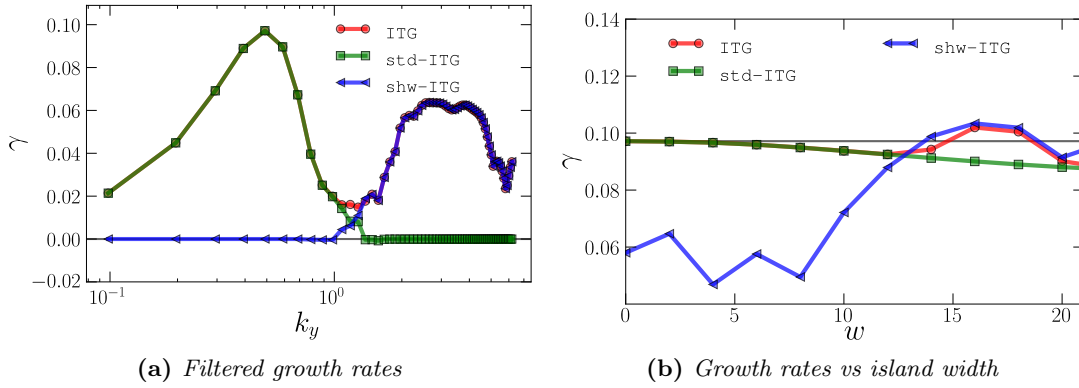 0.10
0.08
0.06
0.04
0.02
0.00
−0.02
γ
ITG
std-ITG
shw-ITG
10⁻¹
10⁰
k_y
(a) Filtered growth rates
0.14
0.12
0.10
0.08
0.06
γ
ITG
std-ITG
shw-ITG
0
5
10
15
20
w
(b) Growth rates vs island width